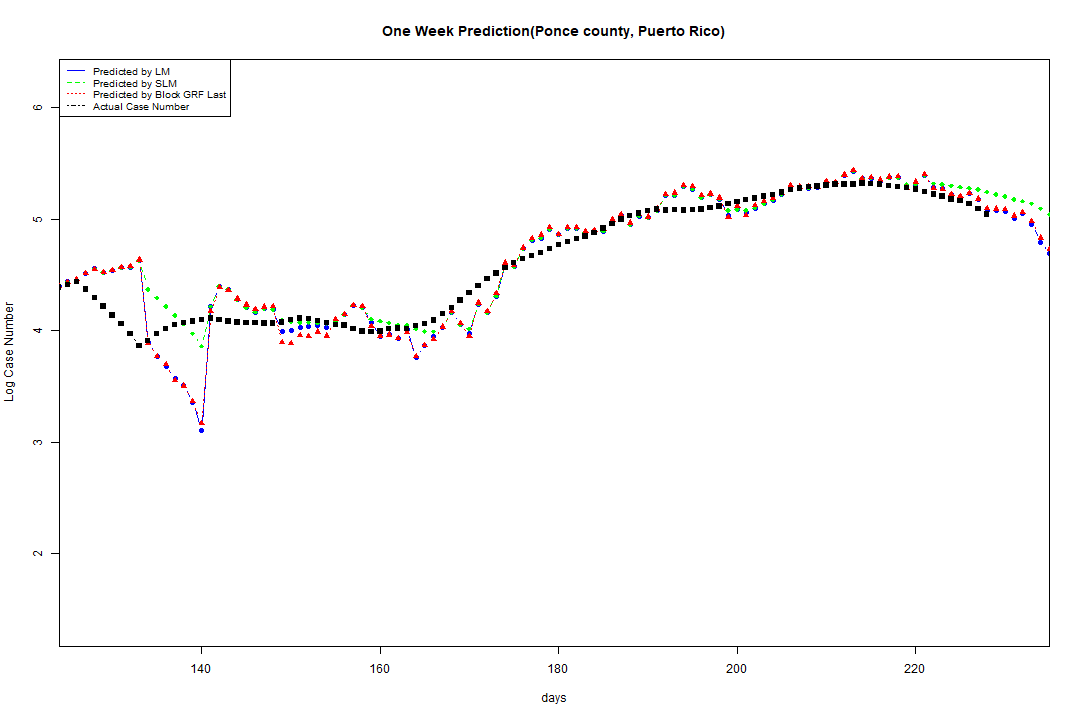 One Week Prediction(Ponce county, Puerto Rico)
Predicted by LM
Predicted by SLM
Predicted by Block GRF Last
Actual Case Number
6
5
4
3
2
Log Case Number
140 160 180 200 220
days